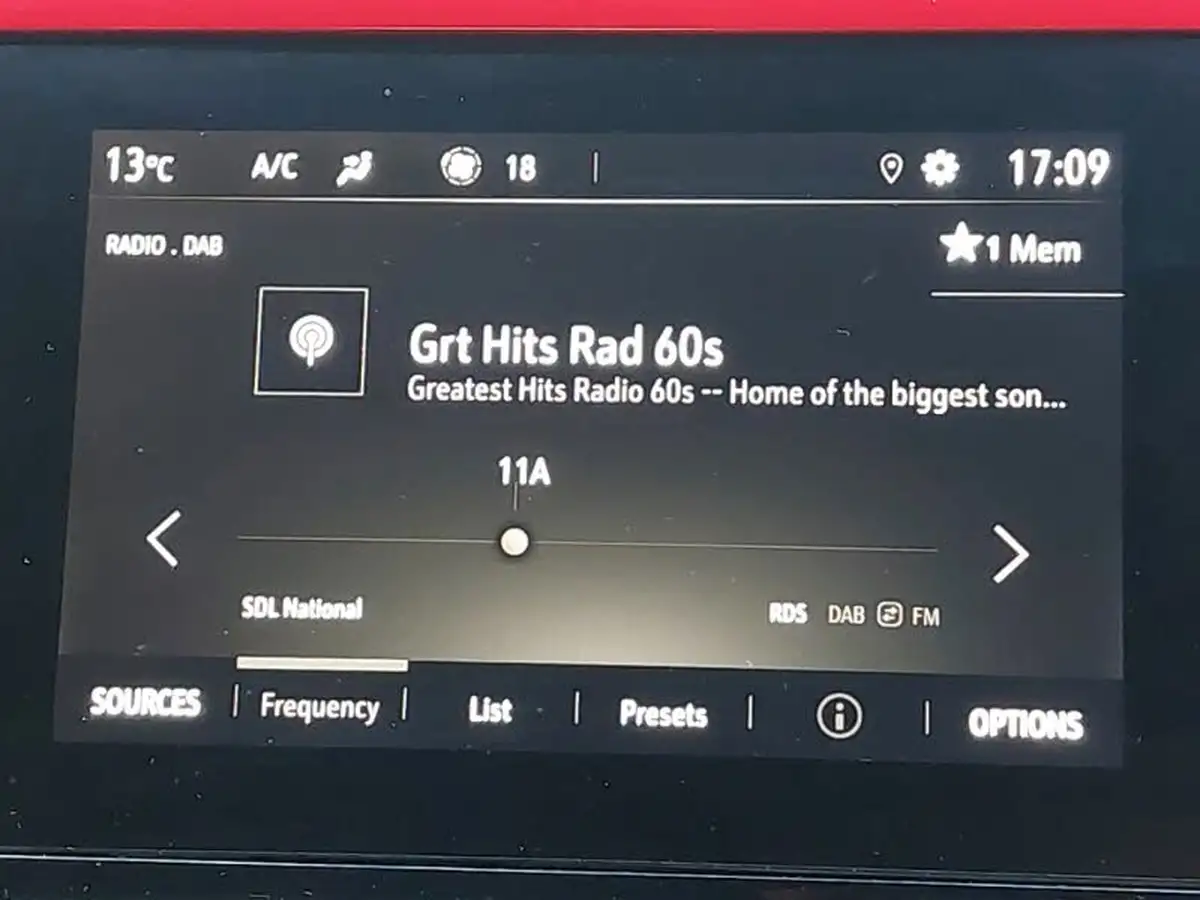 13°C A/C 18 17:09
RADIO . DAB
1 Mem
Grt Hits Rad 60s
Greatest Hits Radio 60s -- Home of the biggest son...
11A
SDL National RDS DAB FM
SOURCES Frequency List Presets OPTIONS